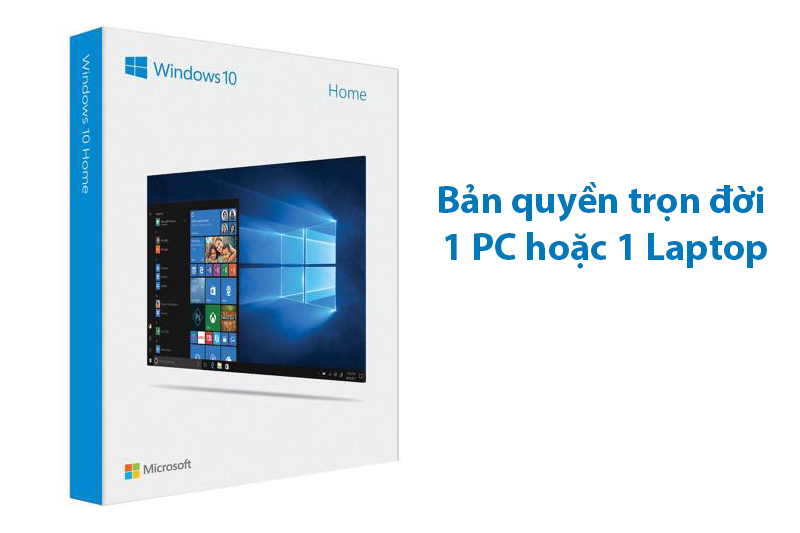 Windows 10 Home
Windows 10
Home
Microsoft
Bản quyền trọn đời
1 PC hoặc 1 Laptop